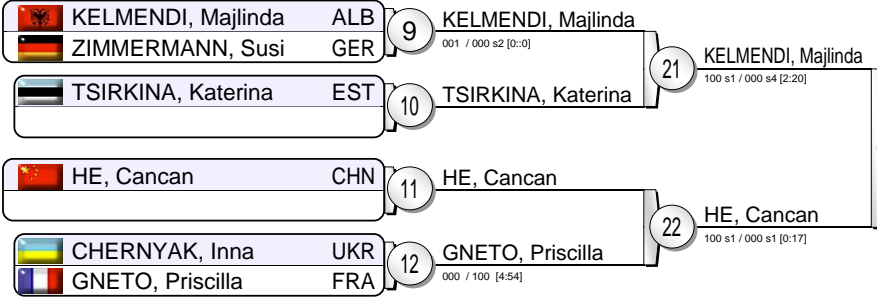 KELMENDI, Majlinda ALB
ZIMMERMANN, Susi GER
9
KELMENDI, Majlinda
001 / 000 s2 [0::0]
TSIRKINA, Katerina EST
10
TSIRKINA, Katerina
21
KELMENDI, Majlinda
100 s1 / 000 s4 [2:20]
HE, Cancan CHN
11
HE, Cancan
CHERNYAK, Inna UKR
GNETO, Priscilla FRA
12
GNETO, Priscilla
000 / 100 [4:54]
22
HE, Cancan
100 s1 / 000 s1 [0:17]